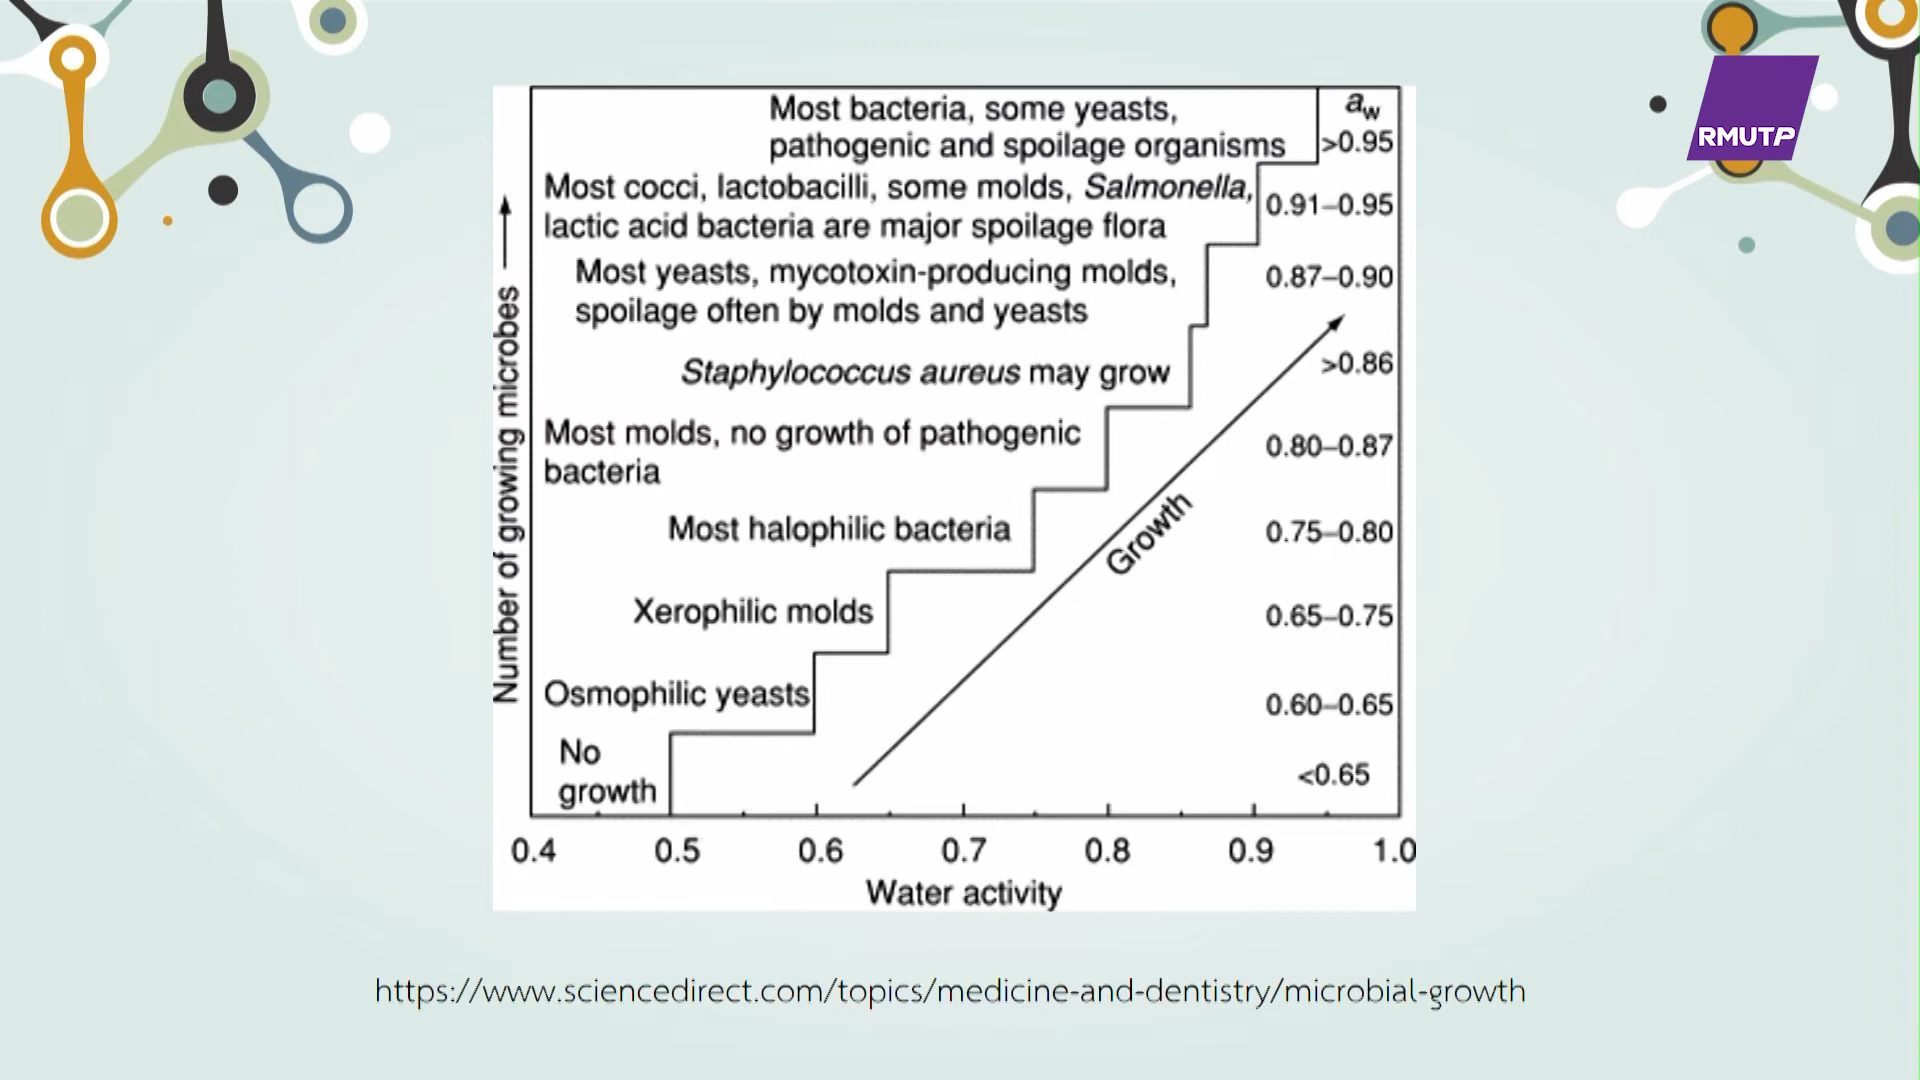 RMUTP
Most bacteria, some yeasts,
pathogenic and spoilage organisms
aw
>0.95
Most cocci, lactobacilli, some molds, Salmonella,
lactic acid bacteria are major spoilage flora
0.91–0.95
Most yeasts, mycotoxin-producing molds,
spoilage often by molds and yeasts
0.87–0.90
Staphylococcus aureus may grow
>0.86
Most molds, no growth of pathogenic
bacteria
0.80–0.87
Most halophilic bacteria
0.75–0.80
Xerophilic molds
0.65–0.75
Osmophilic yeasts
0.60–0.65
No
growth
<0.65
Growth
Number of growing microbes
0.4 0.5 0.6 0.7 0.8 0.9 1.0
Water activity
https://www.sciencedirect.com/topics/medicine-and-dentistry/microbial-growth